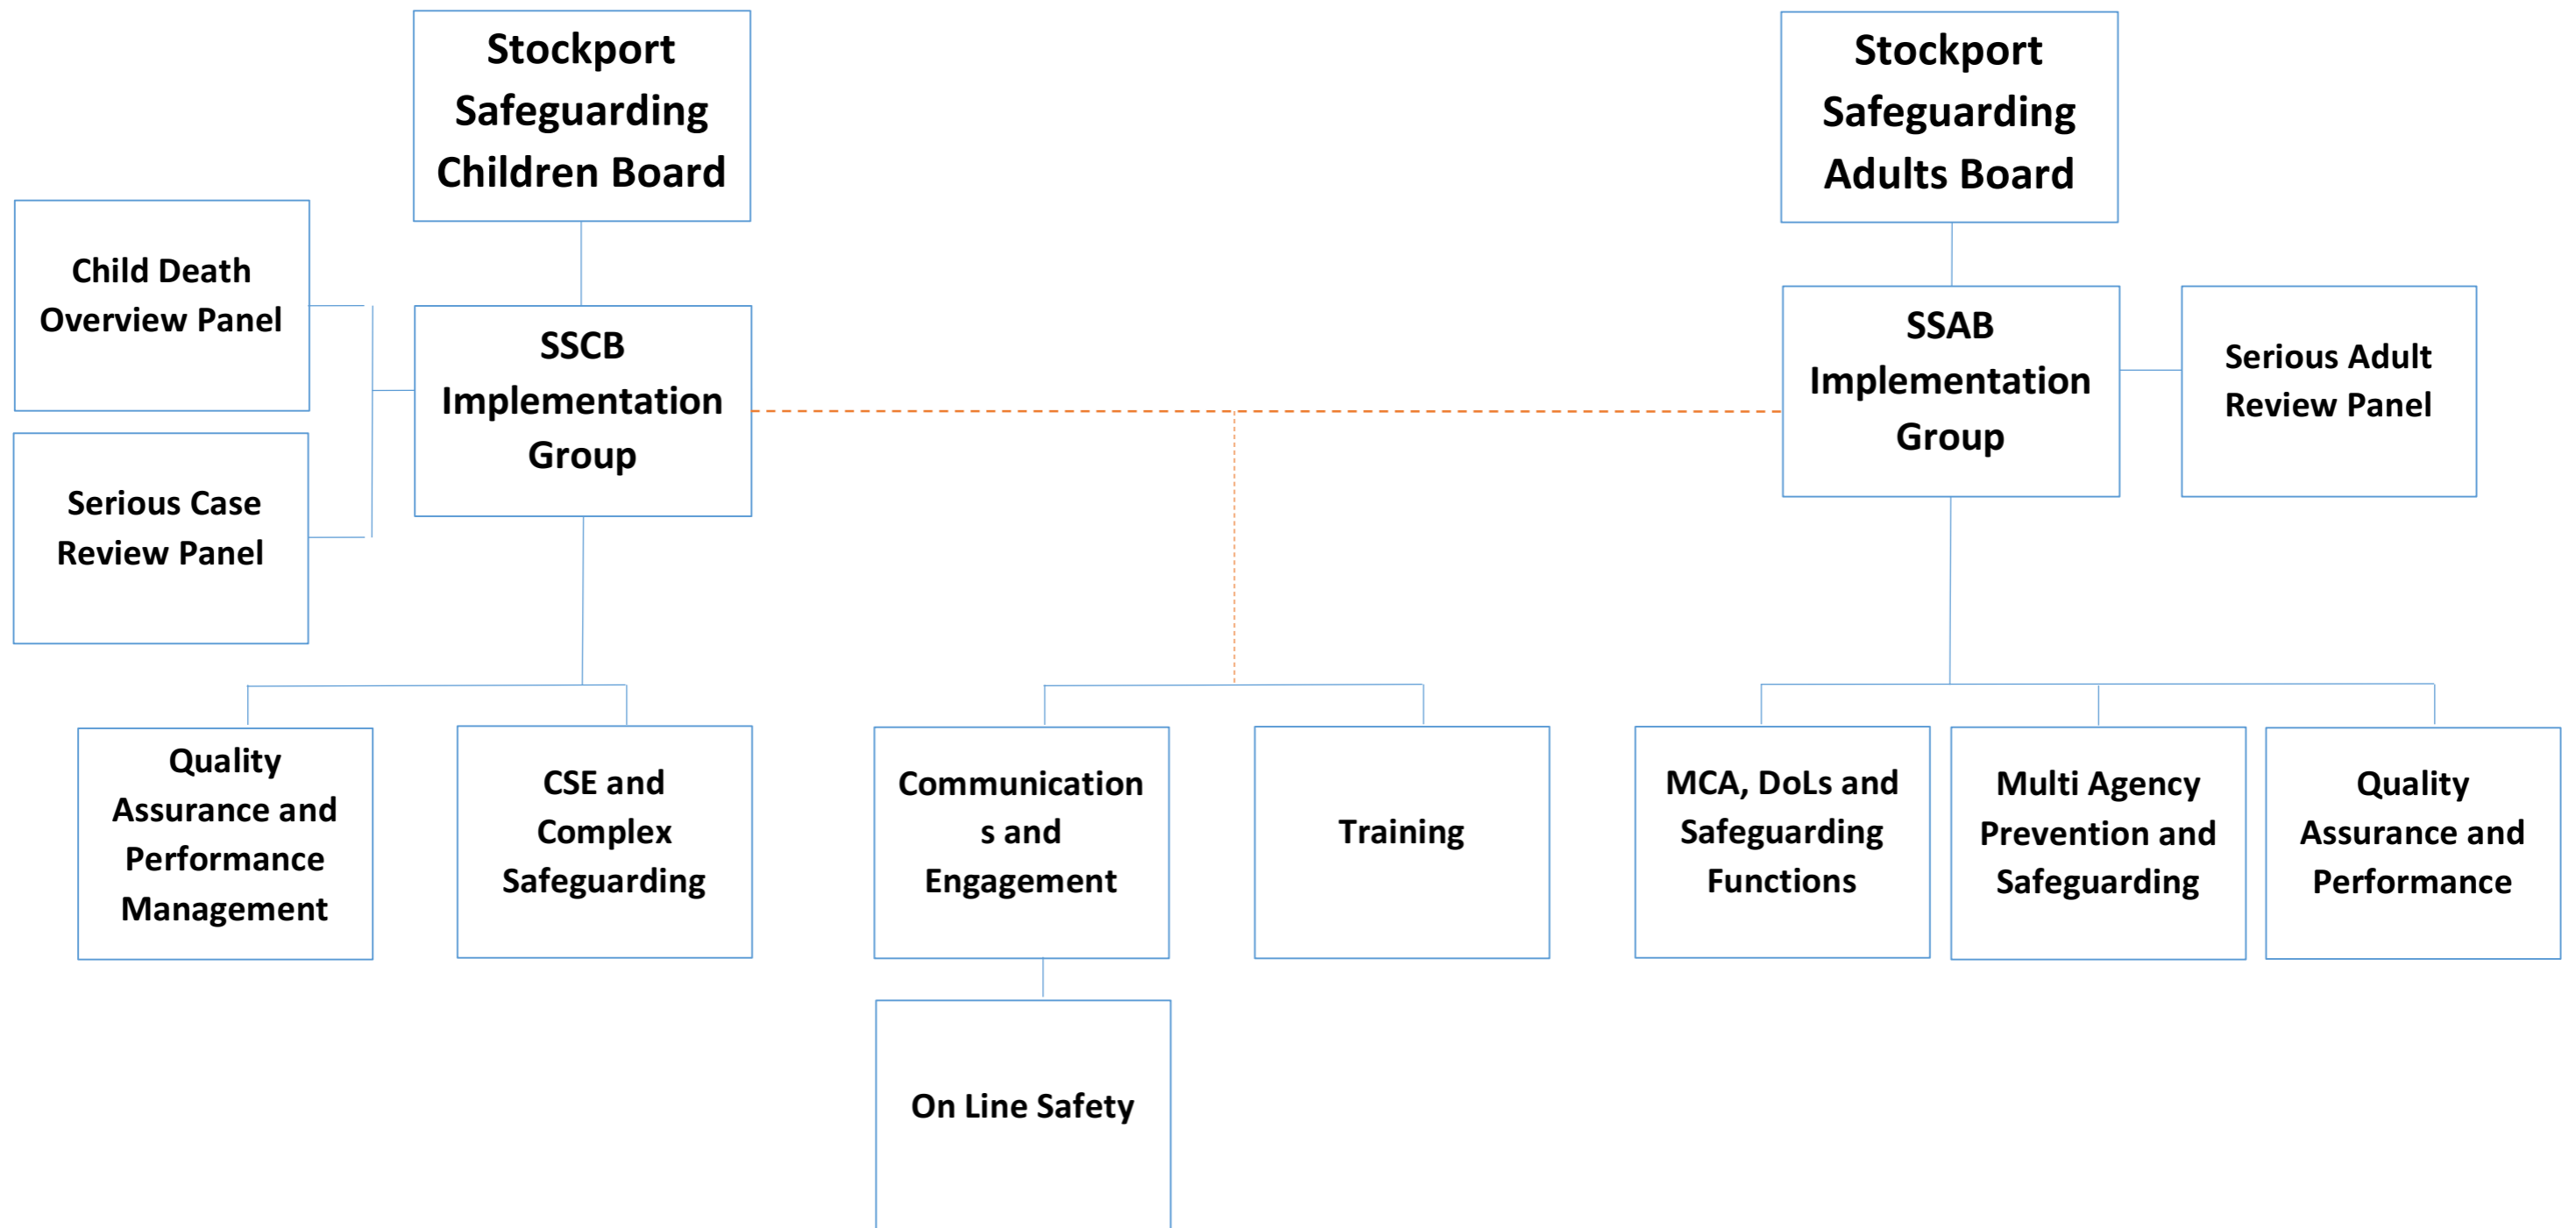 Stockport
Safeguarding
Children Board
Stockport
Safeguarding
Adults Board
Child Death
Overview Panel
SSCB
Implementation
Group
SSAB
Implementation
Group
Serious Adult
Review Panel
Serious Case
Review Panel
Quality
Assurance and
Performance
Management
CSE and
Complex
Safeguarding
Communication
s and
Engagement
Training
MCA, DoLs and
Safeguarding
Functions
Multi Agency
Prevention and
Safeguarding
Quality
Assurance and
Performance
On Line Safety